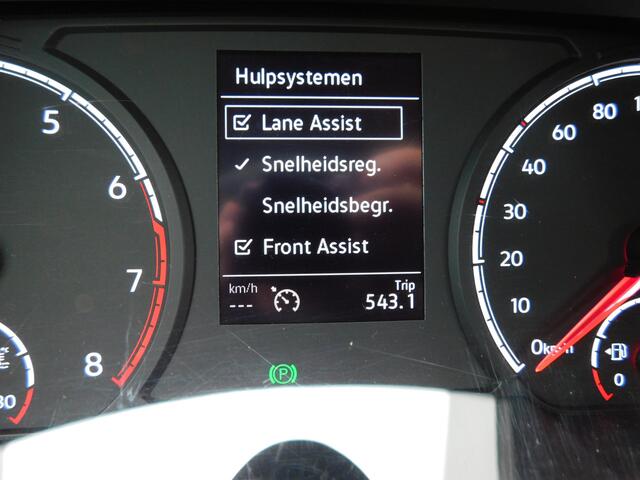 Hulpsystemen
Lane Assist
Snelheidsreg.
Snelheidsbegr.
Front Assist
km/h
---
Trip
543.1
5
6
7
8
P
0 km/h
10
20
30
40
60
80
0